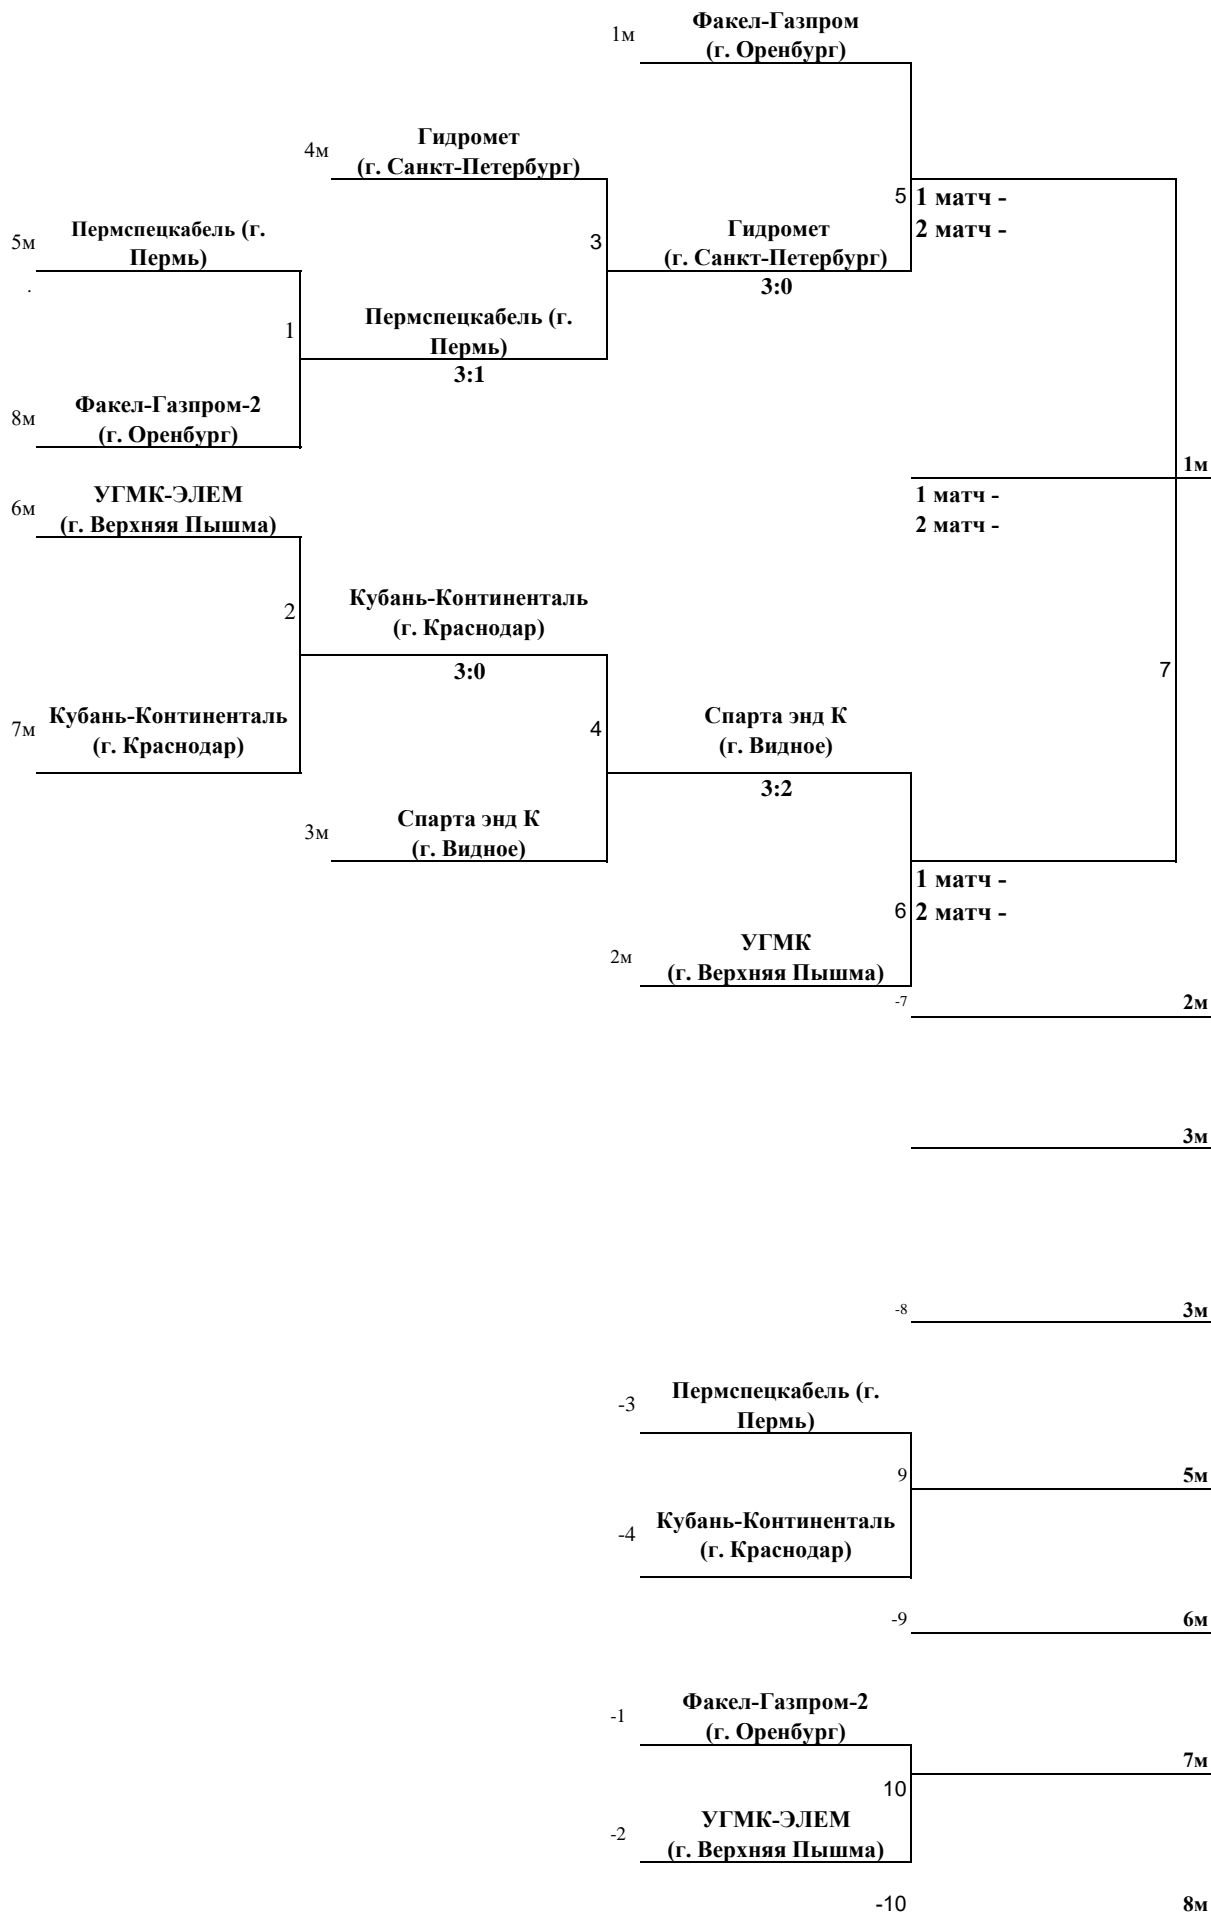 1м
Факел-Газпром
(г. Оренбург)
4м
Гидромет
(г. Санкт-Петербург)
5
1 матч -
2 матч -
5м
Пермспецкабель (г.
Пермь)
.
3
Гидромет
(г. Санкт-Петербург)
3:0
1
Пермспецкабель (г.
Пермь)
3:1
8м
Факел-Газпром-2
(г. Оренбург)
1м
6м
УГМК-ЭЛЕМ
(г. Верхняя Пышма)
1 матч -
2 матч -
2
Кубань-Континенталь
(г. Краснодар)
3:0
7
7м
Кубань-Континенталь
(г. Краснодар)
4
Спарта энд К
(г. Видное)
3:2
3м
Спарта энд К
(г. Видное)
1 матч -
6
2 матч -
2м
УГМК
(г. Верхняя Пышма)
-7
2м
3м
-8
3м
-3
Пермспецкабель (г.
Пермь)
9
5м
-4
Кубань-Континенталь
(г. Краснодар)
-9
6м
-1
Факел-Газпром-2
(г. Оренбург)
7м
10
-2
УГМК-ЭЛЕМ
(г. Верхняя Пышма)
-10
8м